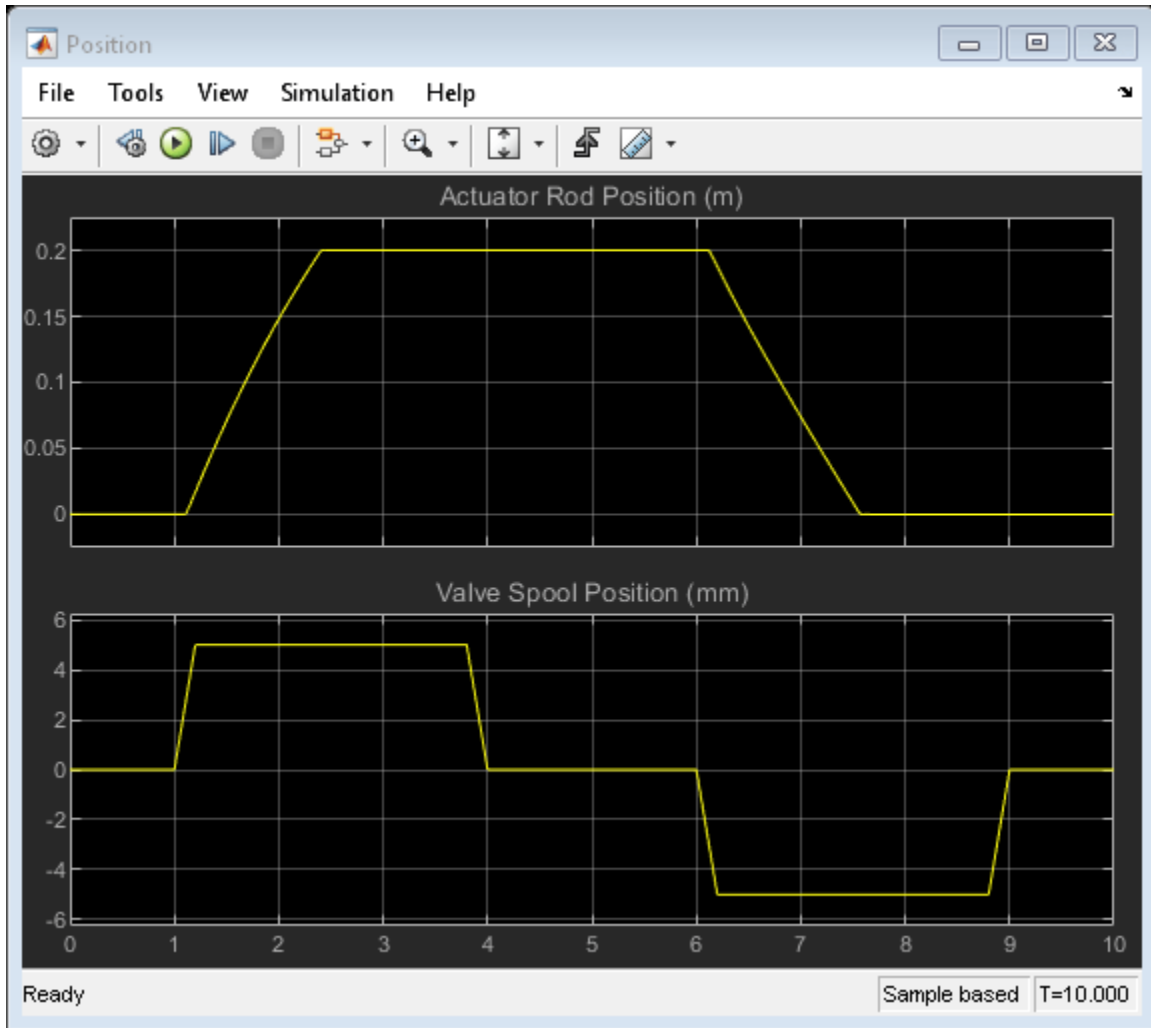 Position
File Tools View Simulation Help
Actuator Rod Position (m)
0.2
0.15
0.1
0.05
0
Valve Spool Position (mm)
6
4
2
0
-2
-4
-6
0 1 2 3 4 5 6 7 8 9 10
Ready Sample based T=10.000